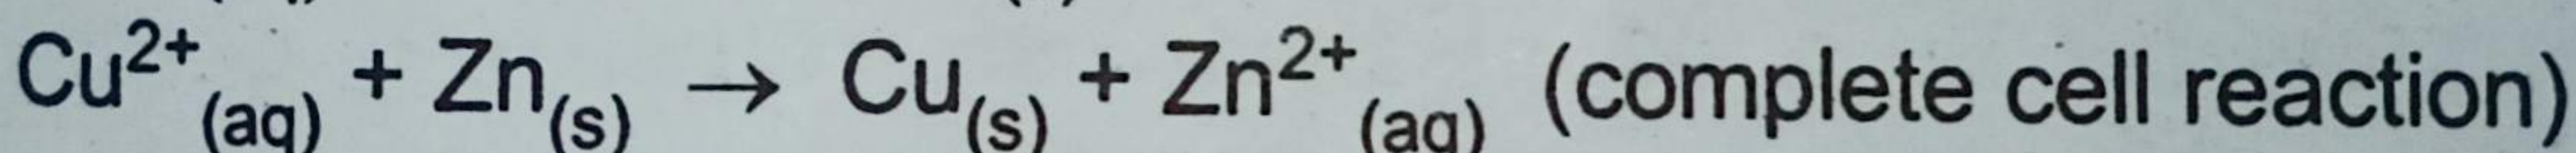 Cu²⁺(aq) + Zn(s) → Cu(s) + Zn²⁺(aq) (complete cell reaction)